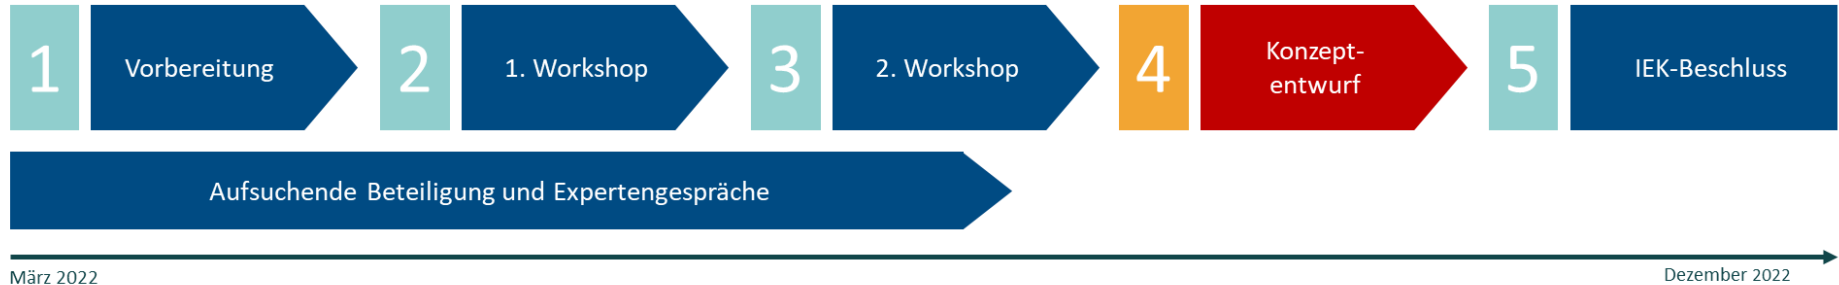 1
Vorbereitung
2
1. Workshop
3
2. Workshop
4
Konzept-
entwurf
5
IEK-Beschluss
Aufsuchende Beteiligung und Expertengespräche
März 2022
Dezember 2022